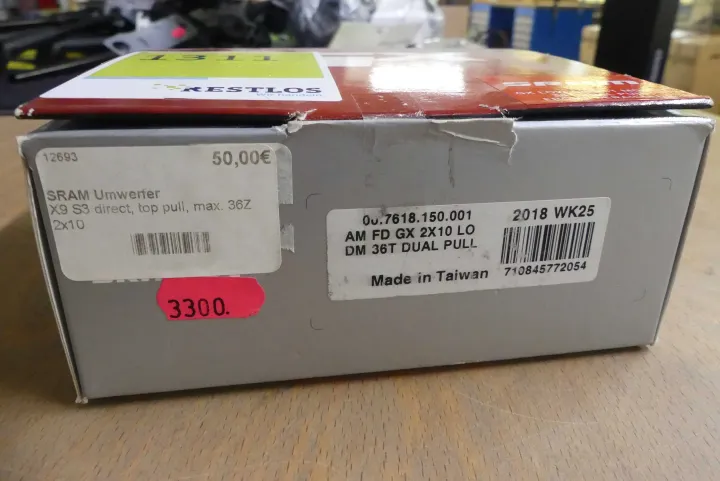 1311
RESTLOS
12693
50,00€
SRAM Umwerfer
X9 S3 direct, top pull, max. 36Z
2x10
3300.
00.7618.150.001
2018 WK25
AM FD GX 2X10 LO
DM 36T DUAL PULL
Made in Taiwan
710845772054